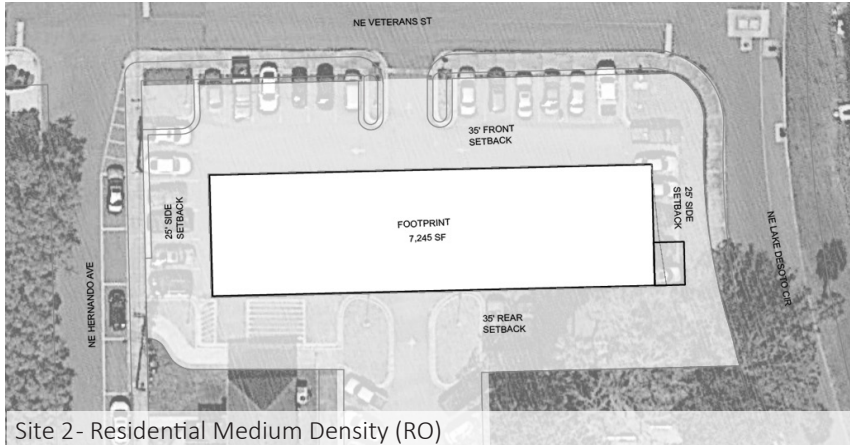 NE VETERANS ST
35' FRONT
SETBACK
25' SIDE
SETBACK
25' SIDE
SETBACK
FOOTPRINT
7,245 SF
NE HERNANDO AVE
NE LAKE DESOTO CIR
35' REAR
SETBACK
Site 2- Residential Medium Density (RO)